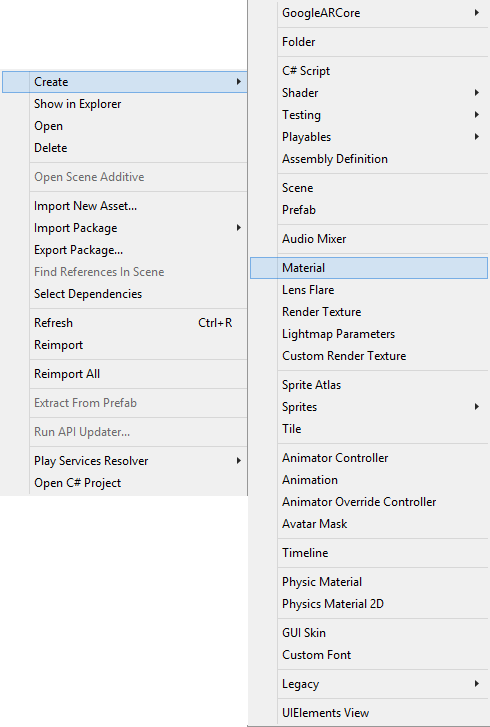 Create
Show in Explorer
Open
Delete
Open Scene Additive
Import New Asset...
Import Package
Export Package...
Find References In Scene
Select Dependencies
Refresh Ctrl+R
Reimport
Reimport All
Extract From Prefab
Run API Updater...
Play Services Resolver
Open C# Project
GoogleARCore
Folder
C# Script
Shader
Testing
Playables
Assembly Definition
Scene
Prefab
Audio Mixer
Material
Lens Flare
Render Texture
Lightmap Parameters
Custom Render Texture
Sprite Atlas
Sprites
Tile
Animator Controller
Animation
Animator Override Controller
Avatar Mask
Timeline
Physic Material
Physics Material 2D
GUI Skin
Custom Font
Legacy
UIElements View